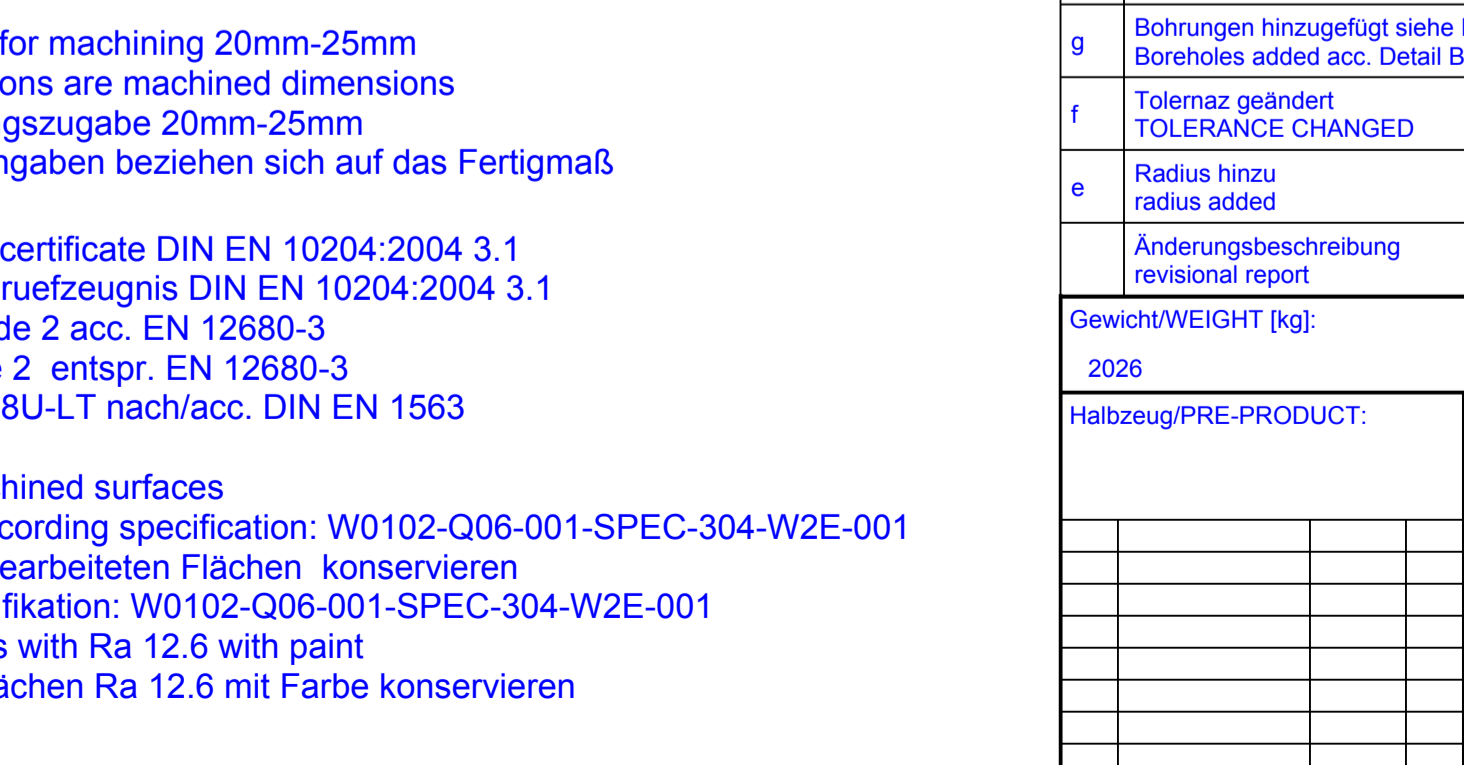 for machining 20mm-25mm
ons are machined dimensions
gszugabe 20mm-25mm
ngaben beziehen sich auf das Fertigmaß
certificate DIN EN 10204:2004 3.1
ruefzeugnis DIN EN 10204:2004 3.1
de 2 acc. EN 12680-3
e 2 entspr. EN 12680-3
8U-LT nach/acc. DIN EN 1563
hined surfaces
cording specification: W0102-Q06-001-SPEC-304-W2E-001
earbeiteten Flächen konservieren
fikation: W0102-Q06-001-SPEC-304-W2E-001
s with Ra 12.6 with paint
ächen Ra 12.6 mit Farbe konservieren
g
Bohrungen hinzugefügt siehe
Boreholes added acc. Detail B
f
Tolernaz geändert
TOLERANCE CHANGED
e
Radius hinzu
radius added
Änderungsbeschreibung
revisional report
Gewicht/WEIGHT [kg]:
2026
Halbzeug/PRE-PRODUCT: